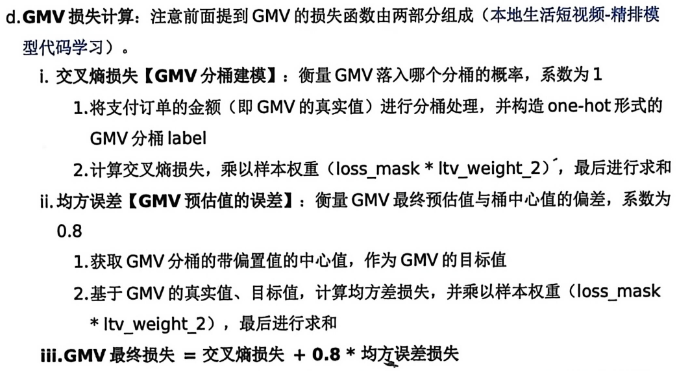 d.GMV 损失计算：注意前面提到 GMV 的损失函数由两部分组成（本地生活短视频-精排模
型代码学习）。
i. 交叉熵损失【GMV 分桶建模】：衡量 GMV 落入哪个分桶的概率，系数为 1
1.将支付订单的金额（即 GMV 的真实值）进行分桶处理，并构造 one-hot 形式的
GMV 分桶 label
2.计算交叉熵损失，乘以样本权重（loss_mask * ltv_weight_2），最后进行求和
ii. 均方误差【GMV 预估值的误差】：衡量 GMV 最终预估值与桶中心值的偏差，系数为
0.8
1.获取 GMV 分桶的带偏置值的中心值，作为 GMV 的目标值
2.基于 GMV 的真实值、目标值，计算均方差损失，并乘以样本权重（loss_mask
* ltv_weight_2），最后进行求和
iii.GMV 最终损失 = 交叉熵损失 + 0.8 * 均方误差损失